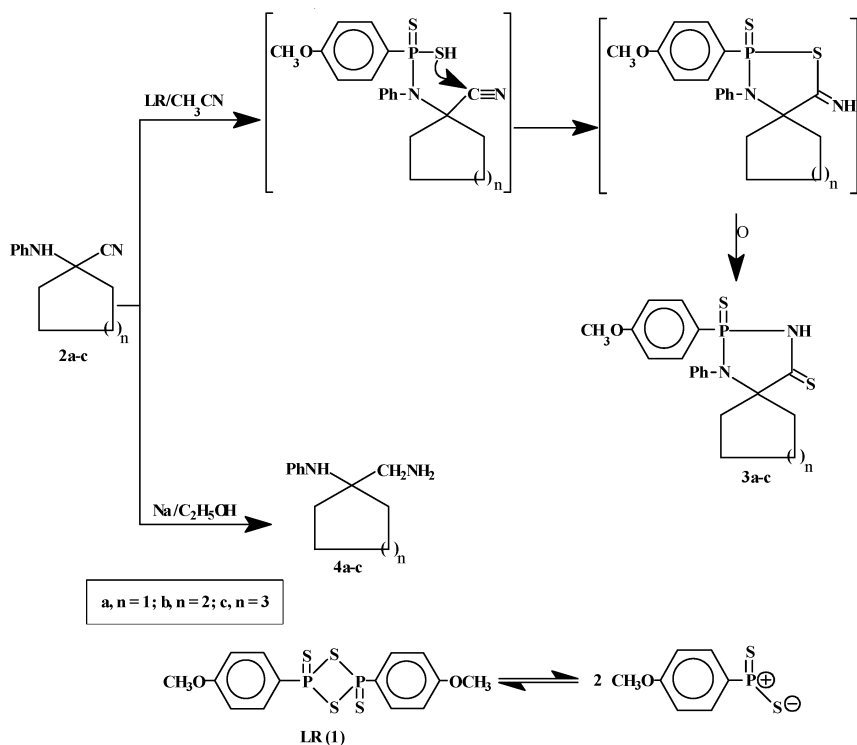 S
CH3O P SH
Ph N C≡N
( )n
S
CH3O P S
Ph N NH
( )n
LR/CH3CN
PhNH CN
( )n
2a-c
O
S
CH3O P NH
Ph-N S
( )n
3a-c
PhNH CH2NH2
( )n
4a-c
Na/C2H5OH
a, n = 1; b, n = 2; c, n = 3
S S
CH3O P P OCH3
S S
LR (1)
2 CH3O P ⊕ S
S ⊖